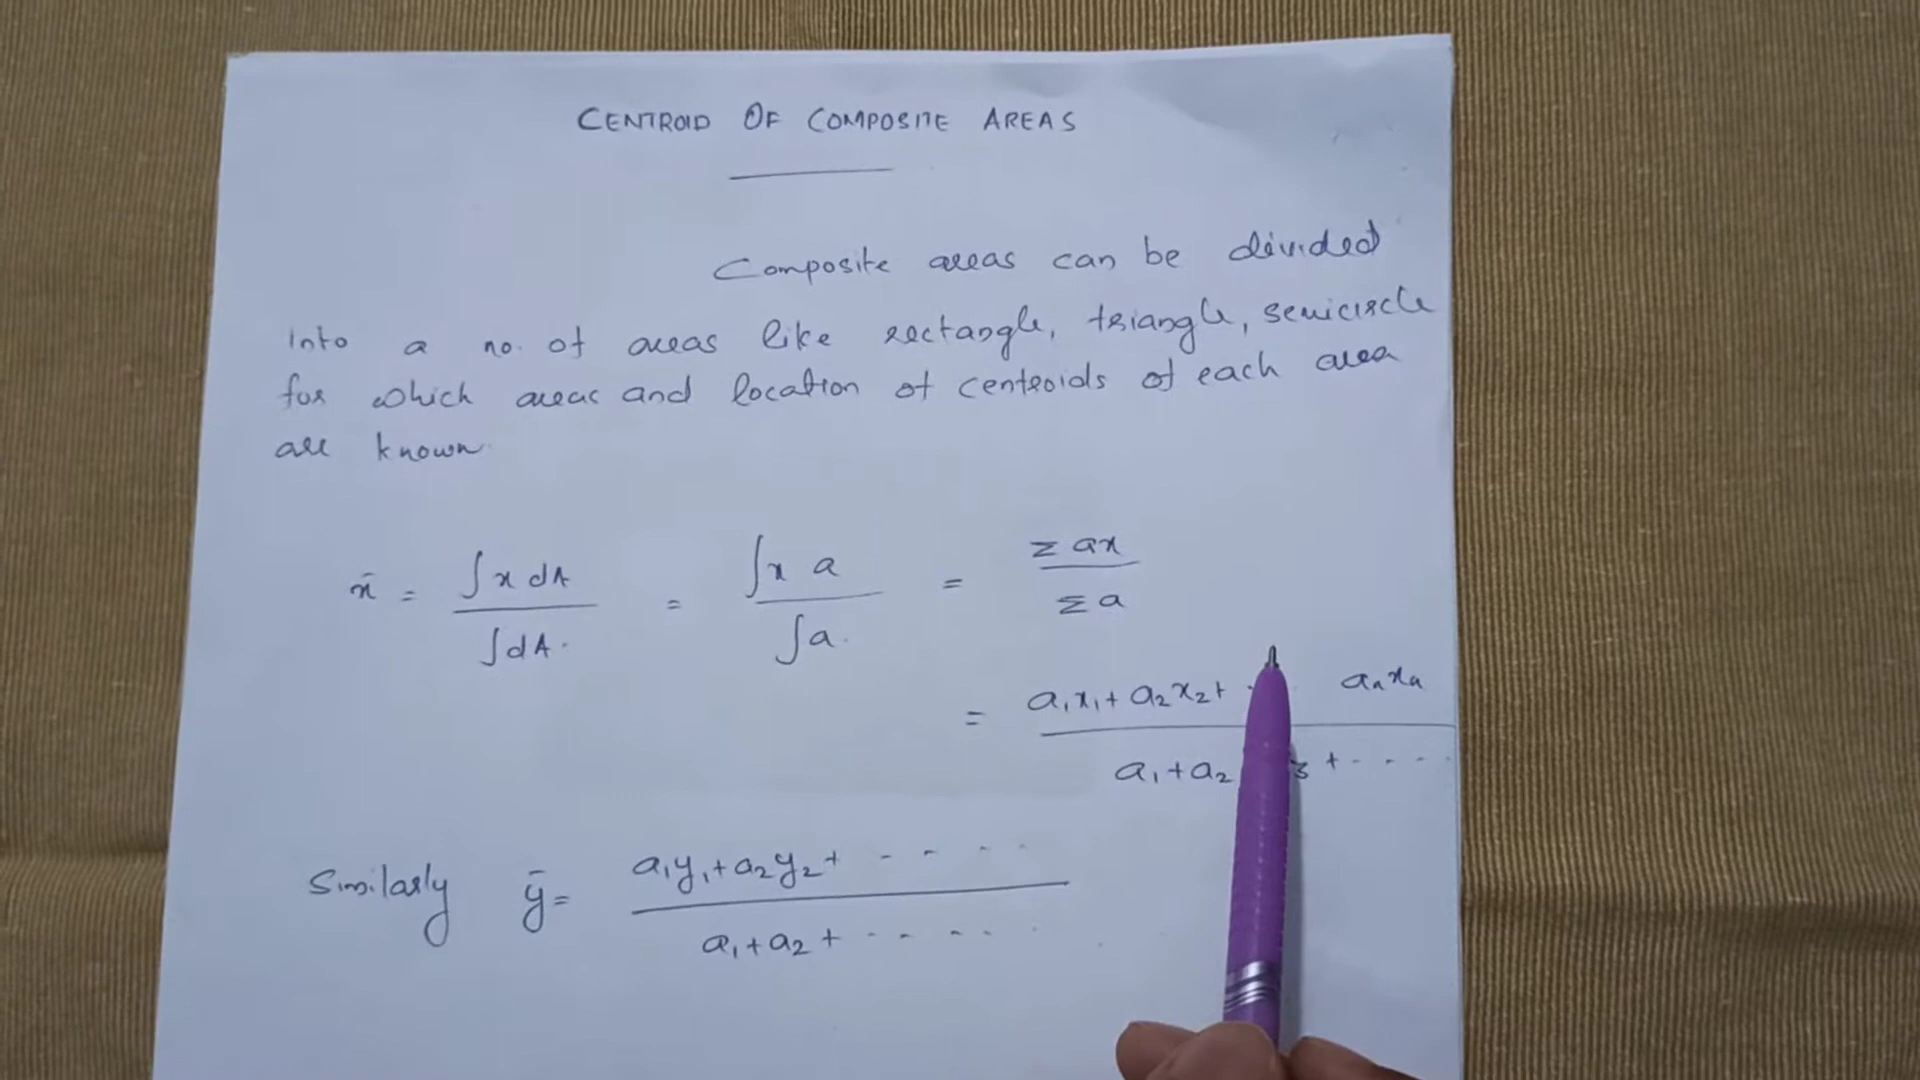 CENTROID OF COMPOSITE AREAS
Composite areas can be divided
into a no. of areas like rectangle, triangle, semicircle
for which areas and location of centroids of each area
are known.
x̄ = ∫x dA / ∫dA = ∫x a / ∫a = Σ ax / Σ a
= a₁x₁ + a₂x₂ + aₙxₙ / a₁ + a₂ 3 + - - - -
Similarly ȳ = a₁y₁ + a₂y₂ + - - - - / a₁ + a₂ + - - - -